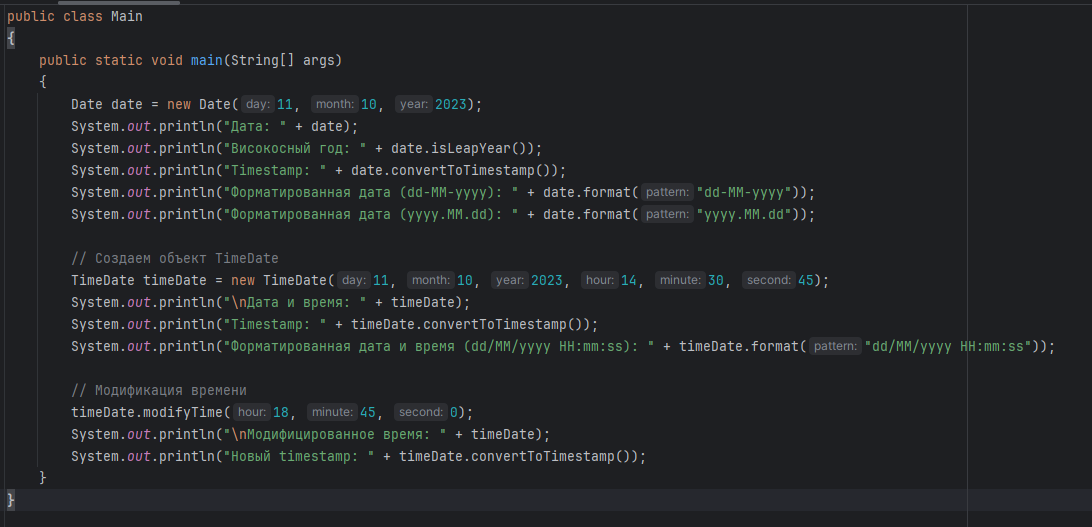 public class Main
{
    public static void main(String[] args)
    {
        Date date = new Date( day: 11,  month: 10,  year: 2023);
        System.out.println("Дата: " + date);
        System.out.println("Високосный год: " + date.isLeapYear());
        System.out.println("Timestamp: " + date.convertToTimestamp());
        System.out.println("Форматированная дата (dd-MM-yyyy): " + date.format( pattern: "dd-MM-yyyy"));
        System.out.println("Форматированная дата (yyyy.MM.dd): " + date.format( pattern: "yyyy.MM.dd"));
        // Создаем объект TimeDate
        TimeDate timeDate = new TimeDate( day: 11,  month: 10,  year: 2023,  hour: 14,  minute: 30,  second: 45);
        System.out.println("\nДата и время: " + timeDate);
        System.out.println("Timestamp: " + timeDate.convertToTimestamp());
        System.out.println("Форматированная дата и время (dd/MM/yyyy HH:mm:ss): " + timeDate.format( pattern: "dd/MM/yyyy HH:mm:ss"));
        // Модификация времени
        timeDate.modifyTime( hour: 18,  minute: 45,  second: 0);
        System.out.println("\nМодифицированное время: " + timeDate);
        System.out.println("Новый timestamp: " + timeDate.convertToTimestamp());
    }
}